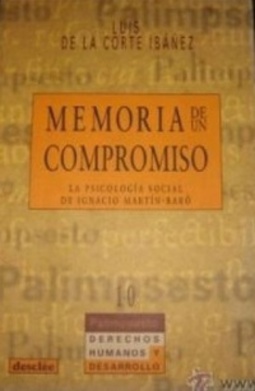 LUIS
DE LA CORTE IBÁÑEZ
MEMORIA DE UN
COMPROMISO
LA PSICOLOGÍA SOCIAL
DE IGNACIO MARTÍN-BARÓ
10
Palimpsesto
DERECHOS
HUMANOS Y
DESARROLLO
desclée
www